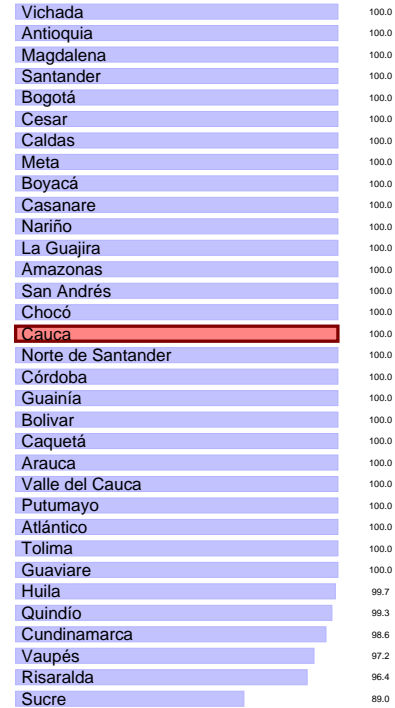 Vichada 100.0
Antioquia 100.0
Magdalena 100.0
Santander 100.0
Bogotá 100.0
Cesar 100.0
Caldas 100.0
Meta 100.0
Boyacá 100.0
Casanare 100.0
Nariño 100.0
La Guajira 100.0
Amazonas 100.0
San Andrés 100.0
Chocó 100.0
Cauca 100.0
Norte de Santander 100.0
Córdoba 100.0
Guainía 100.0
Bolivar 100.0
Caquetá 100.0
Arauca 100.0
Valle del Cauca 100.0
Putumayo 100.0
Atlántico 100.0
Tolima 100.0
Guaviare 100.0
Huila 99.7
Quindío 99.3
Cundinamarca 98.6
Vaupés 97.2
Risaralda 96.4
Sucre 89.0